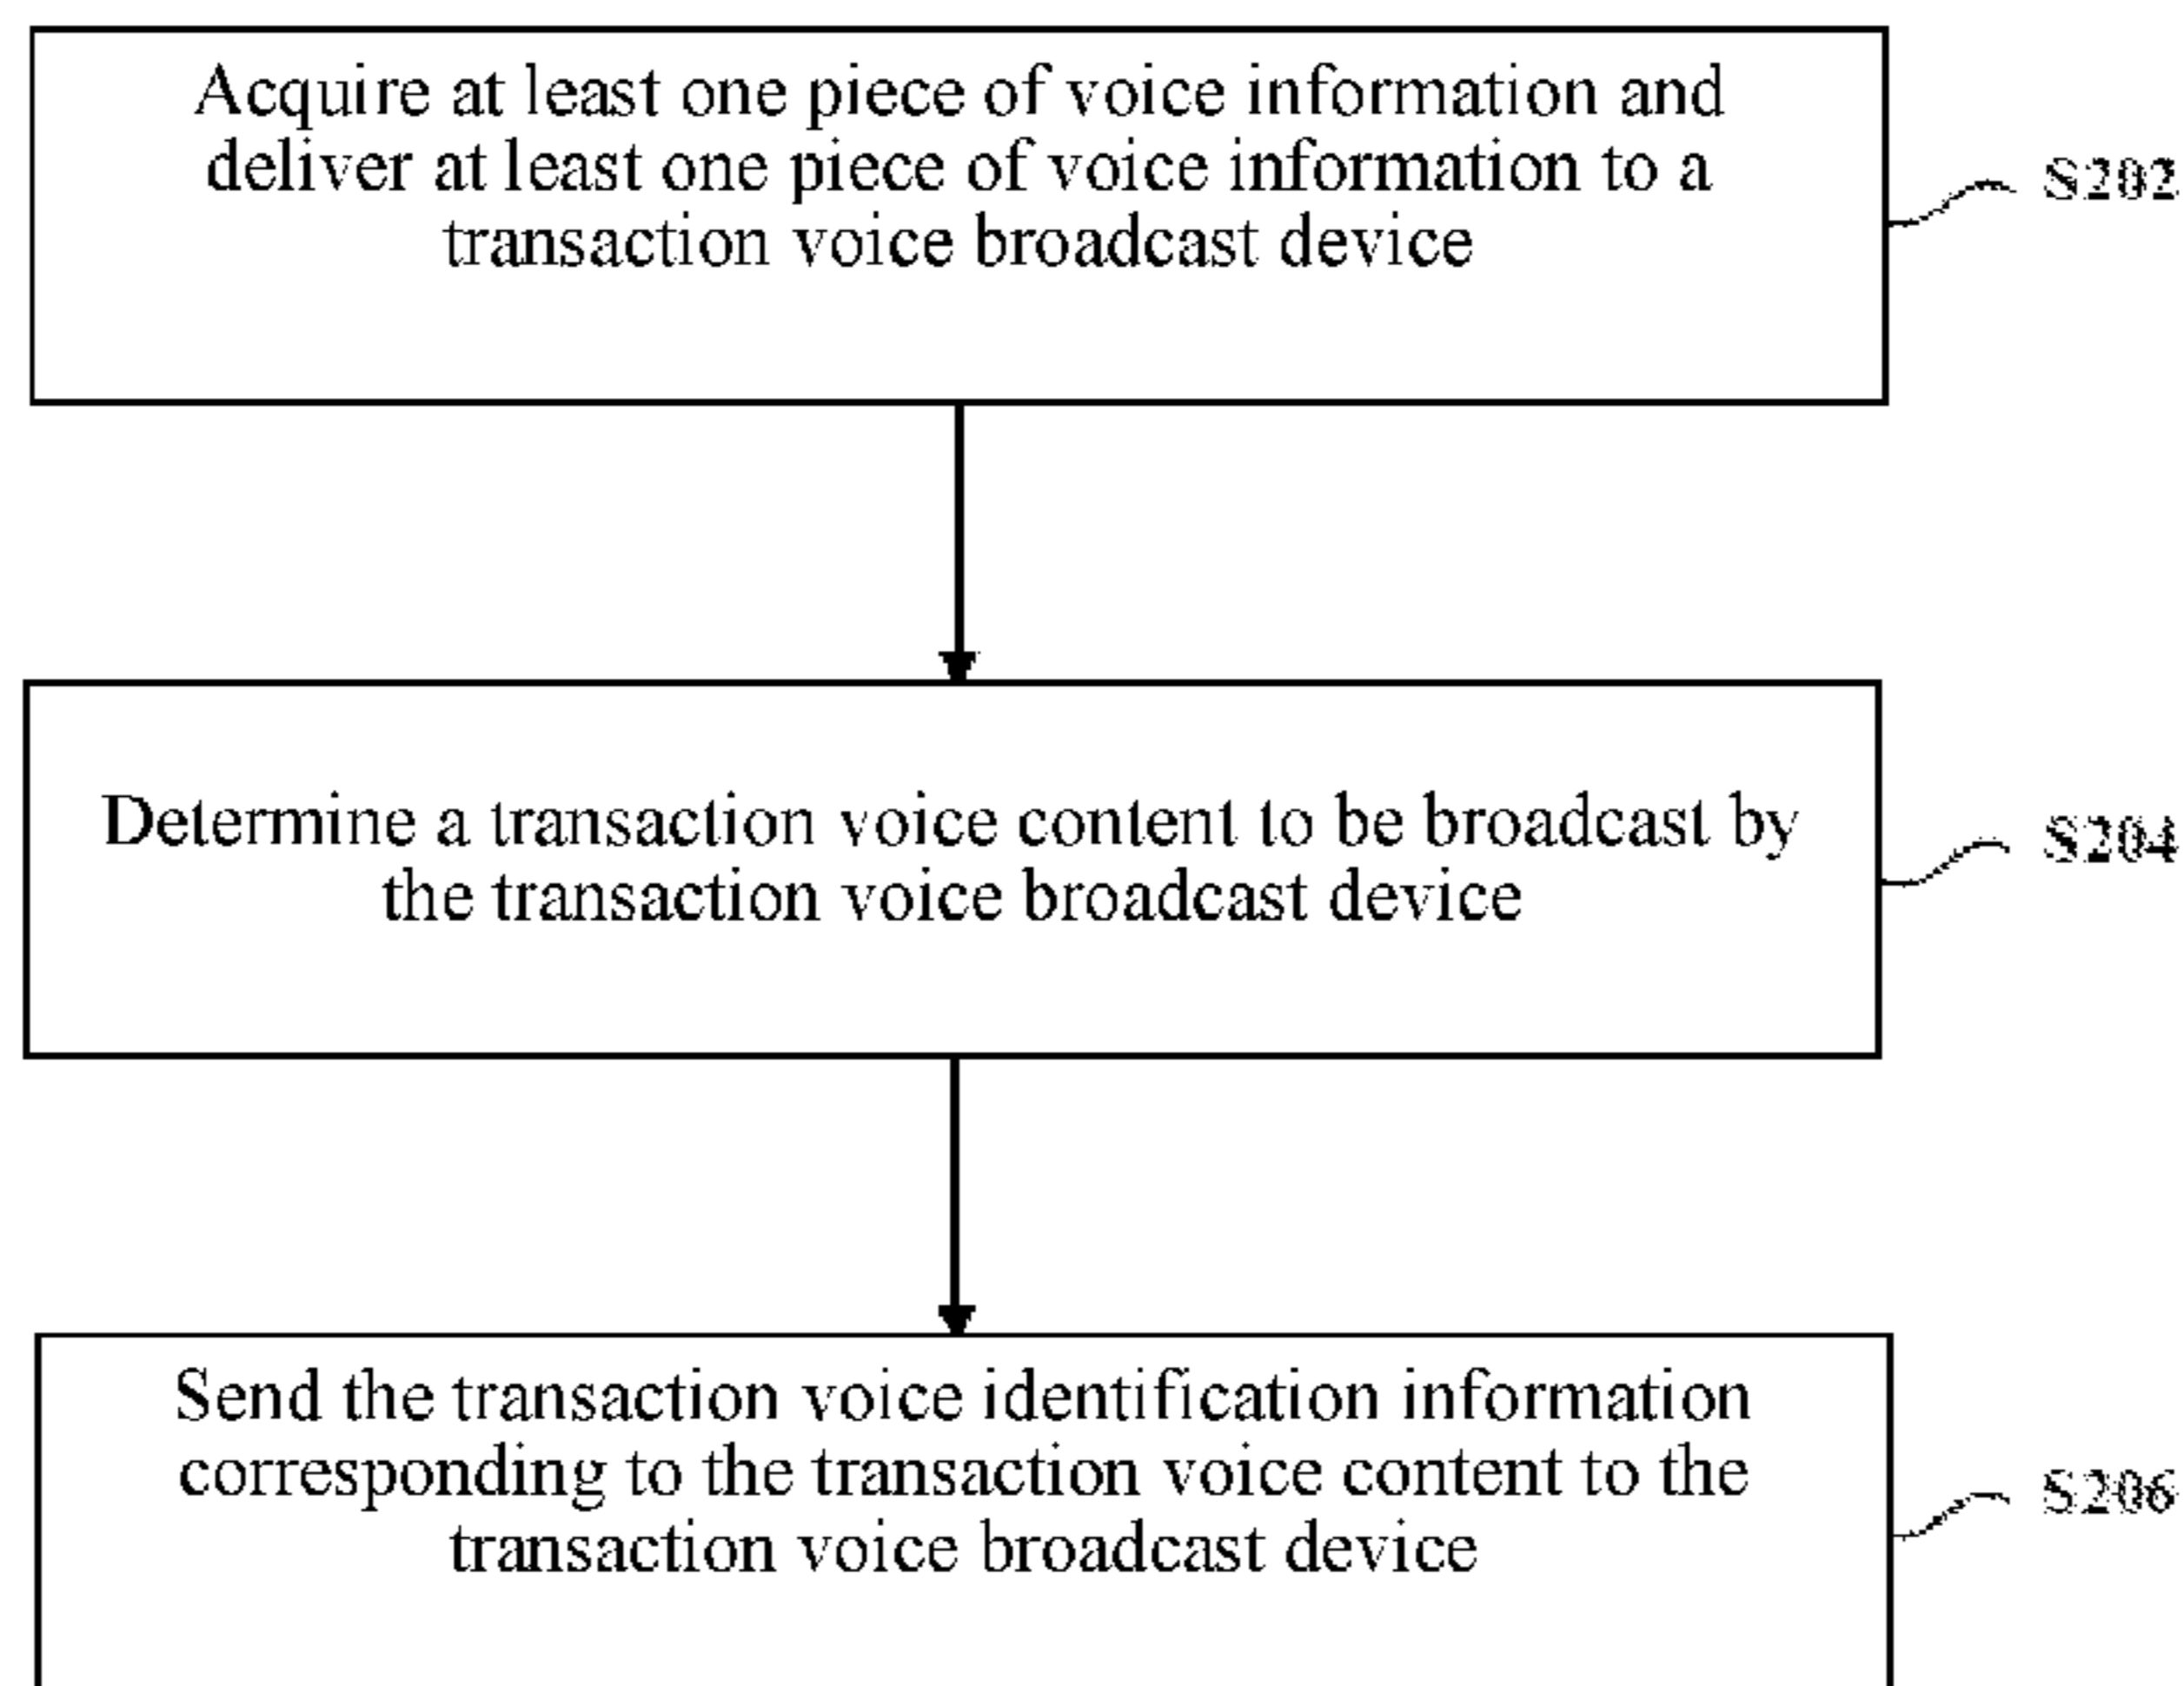 Acquire at least one piece of voice information and
deliver at least one piece of voice information to a
transaction voice broadcast device
S202
Determine a transaction voice content to be broadcast by
the transaction voice broadcast device
S204
Send the transaction voice identification information
corresponding to the transaction voice content to the
transaction voice broadcast device
S206